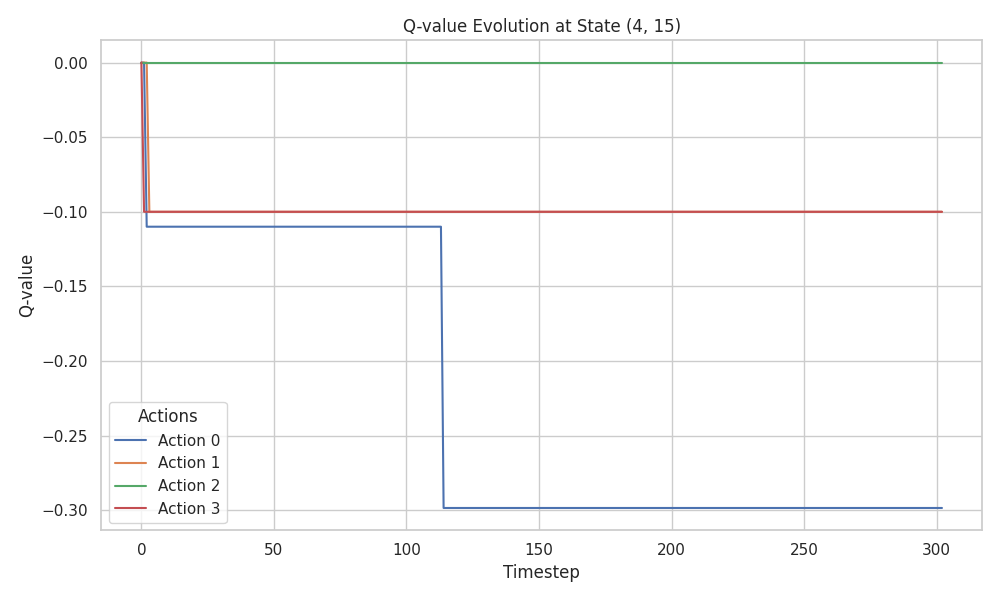 Q-value Evolution at State (4, 15)
Q-value
0.00
−0.05
−0.10
−0.15
−0.20
−0.25
−0.30
Actions
Action 0
Action 1
Action 2
Action 3
0 50 100 150 200 250 300
Timestep